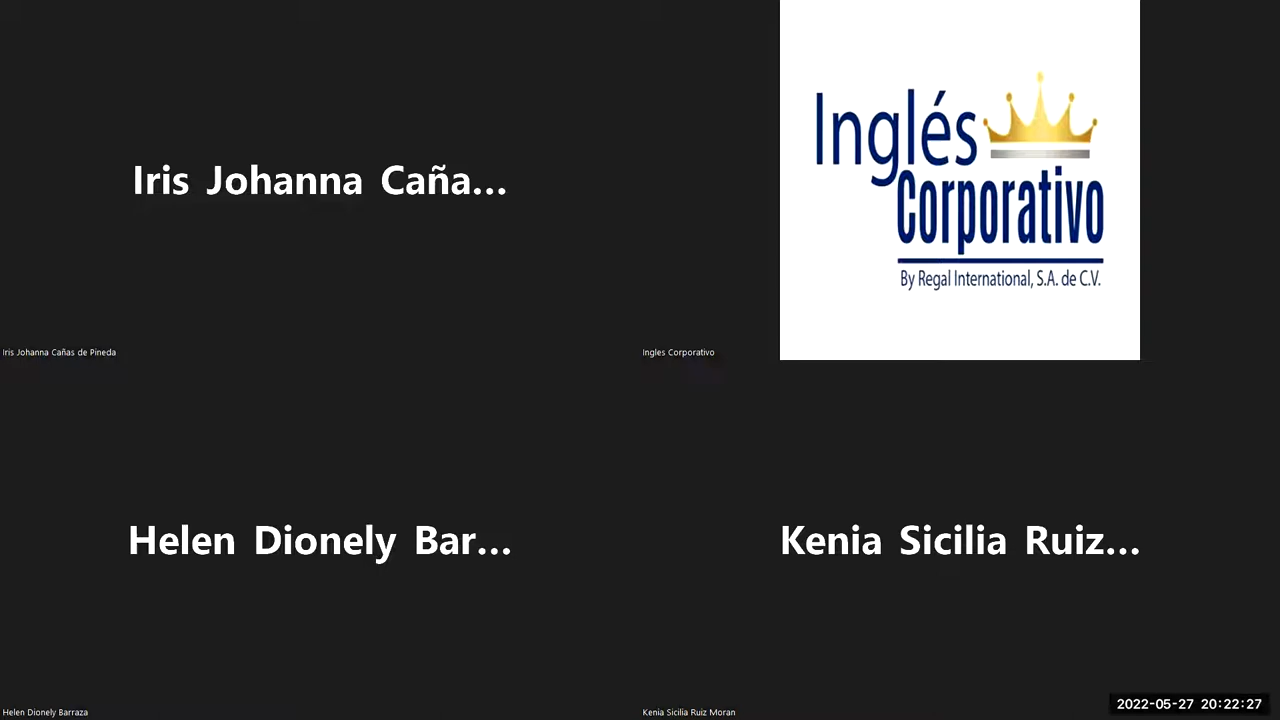 Iris Johanna Caña...
Iris Johanna Cañas de Pineda
Inglés
Corporativo
By Regal International, S.A. de C.V.
Ingles Corporativo
Helen Dionely Bar...
Helen Dionely Barraza
Kenia Sicilia Ruiz...
Kenia Sicilia Ruiz Moran
2022-05-27 20:22:27